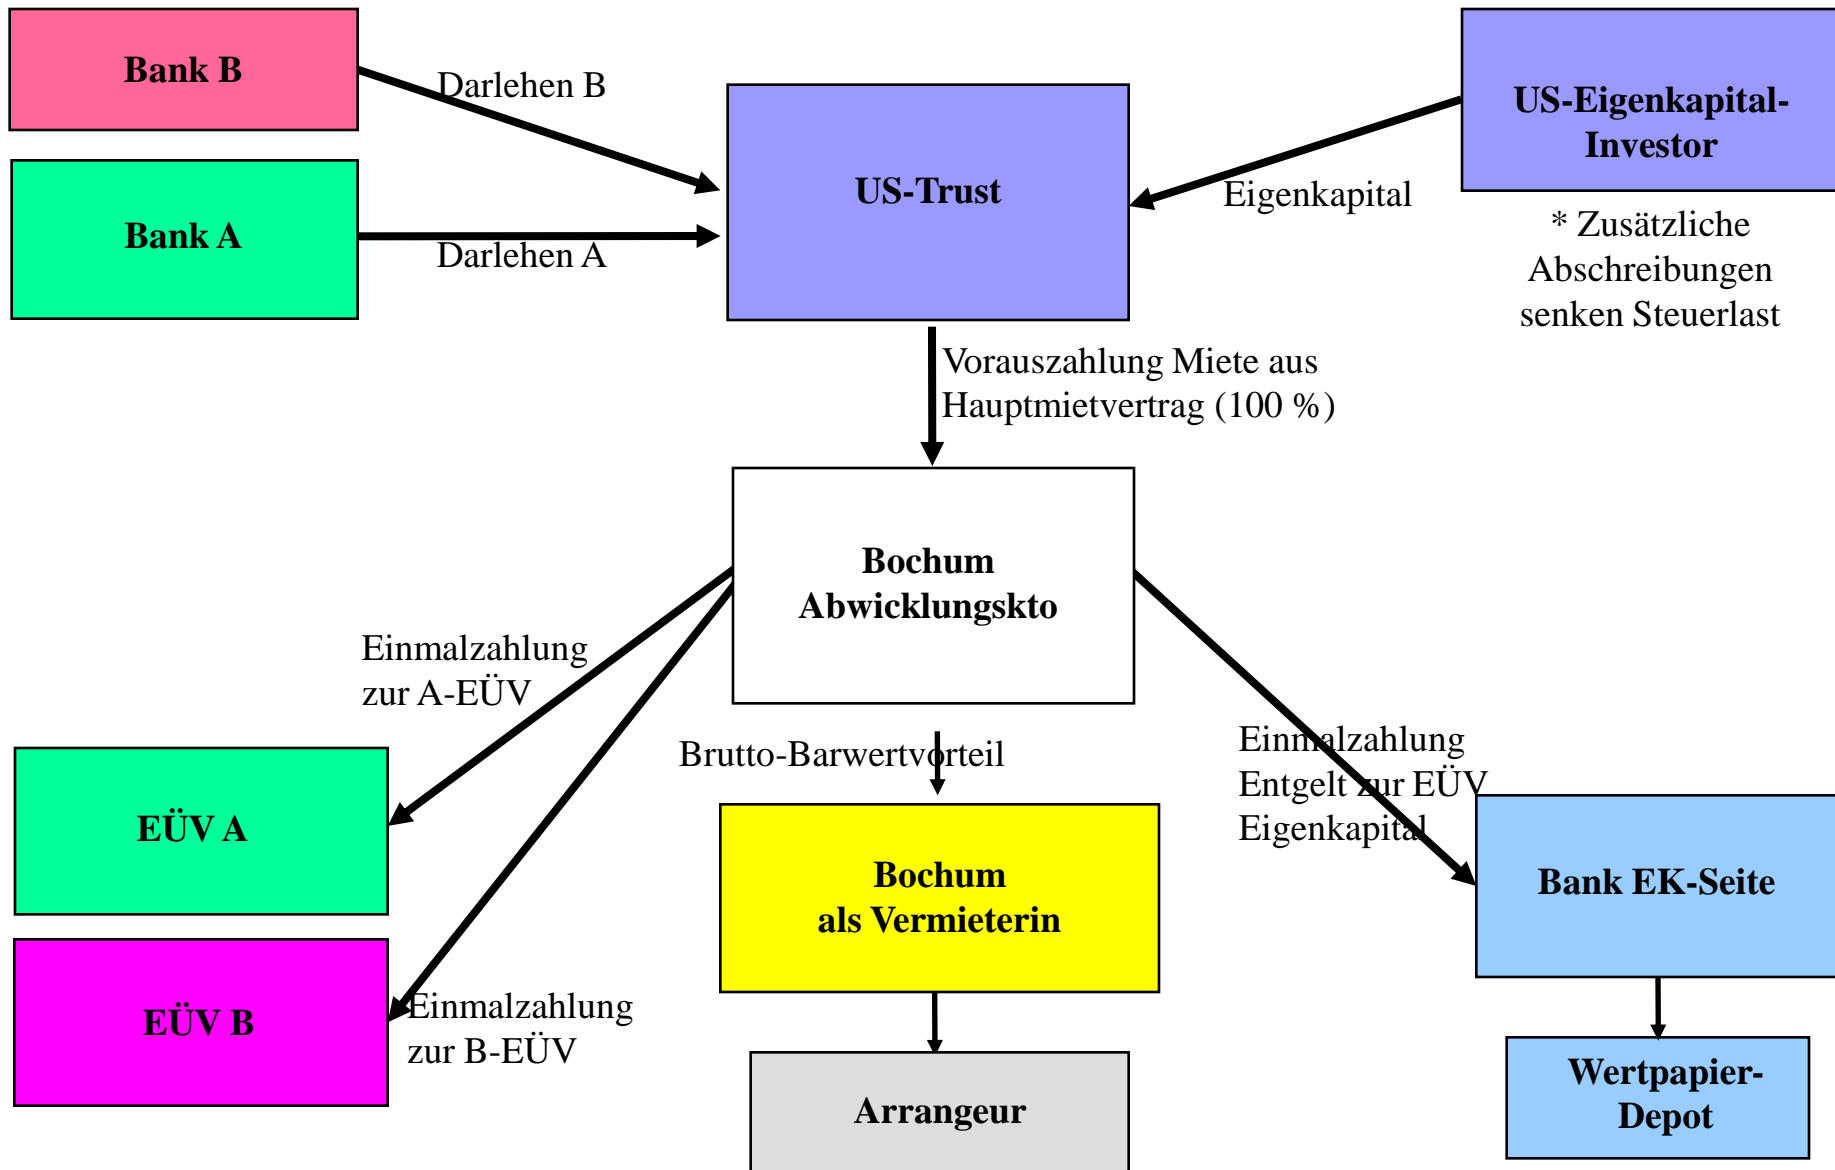 Bank B
Darlehen B
Bank A
Darlehen A
US-Trust
Eigenkapital
US-Eigenkapital-
Investor
* Zusätzliche
Abschreibungen
senken Steuerlast
Vorauszahlung Miete aus
Hauptmietvertrag (100 %)
Bochum
Abwicklungskto
Einmalzahlung
zur A-EÜV
Brutto-Barwertvorteil
Einmalzahlung
Entgelt zur EÜV
Eigenkapital
EÜV A
Bochum
als Vermieterin
Bank EK-Seite
EÜV B
Einmalzahlung
zur B-EÜV
Arrangeur
Wertpapier-
Depot